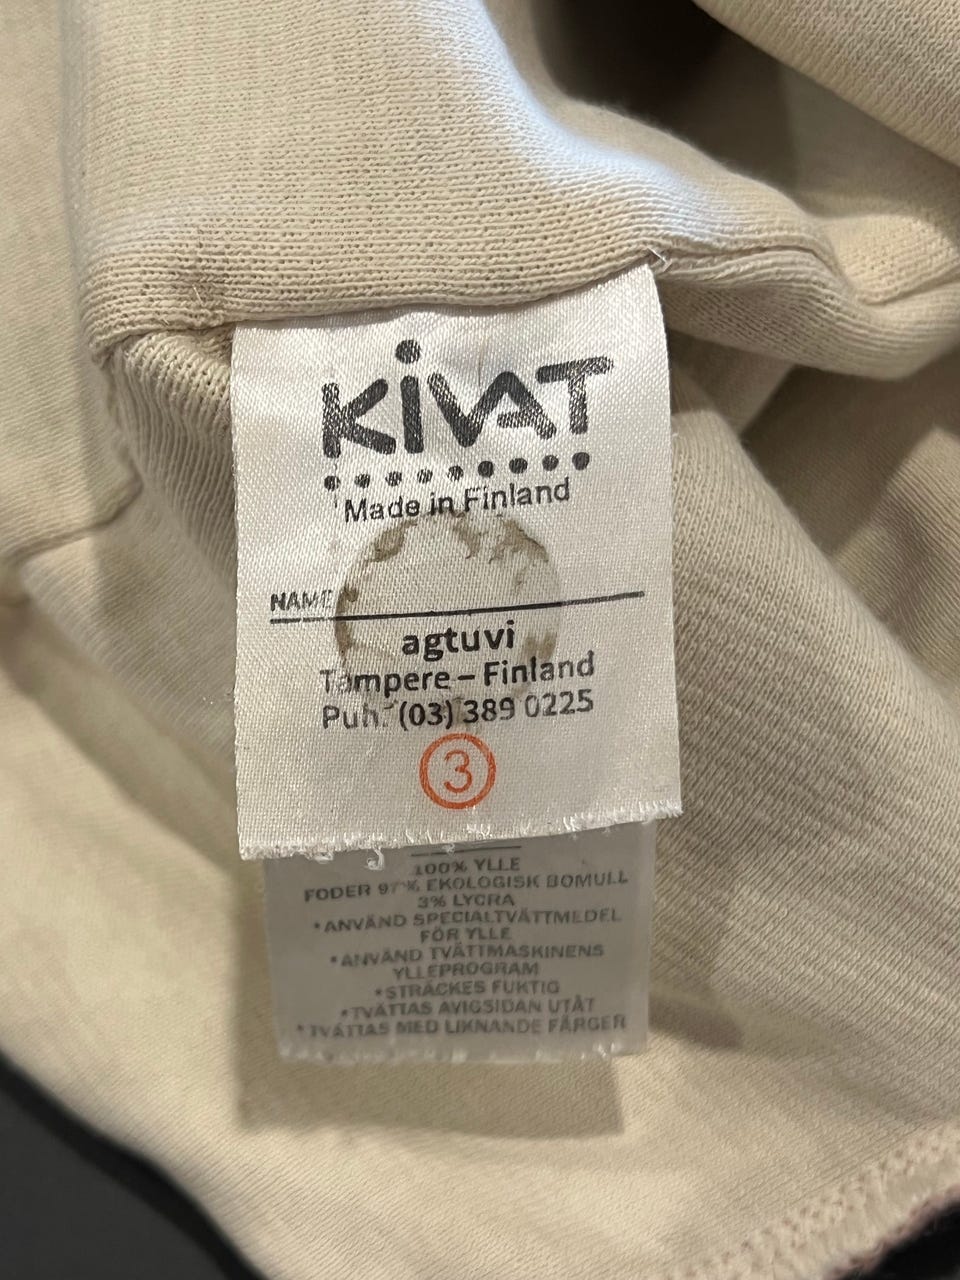 KiVAT
Made in Finland
NAME
agtuvi
Tampere – Finland
Puh. (03) 389 0225
3
100% YLLE
FODER 97% EKOLOGISK BOMULL
3% LYCRA
•ANVÄND SPECIALTVÄTTMEDEL
FÖR YLLE
•ANVÄND TVÄTTMASKINENS
YLLEPROGRAM
•STRÄCKES FUKTIG
•TVÄTTAS AVIGSIDAN UTÅT
•TVÄTTAS MED LIKNANDE FÄRGER